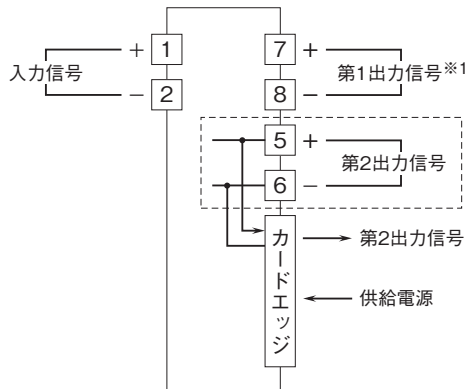 入力信号
+ 1
− 2
7 +
8 −
第1出力信号※1
5 +
6 −
第2出力信号
カードエッジ
第2出力信号
供給電源